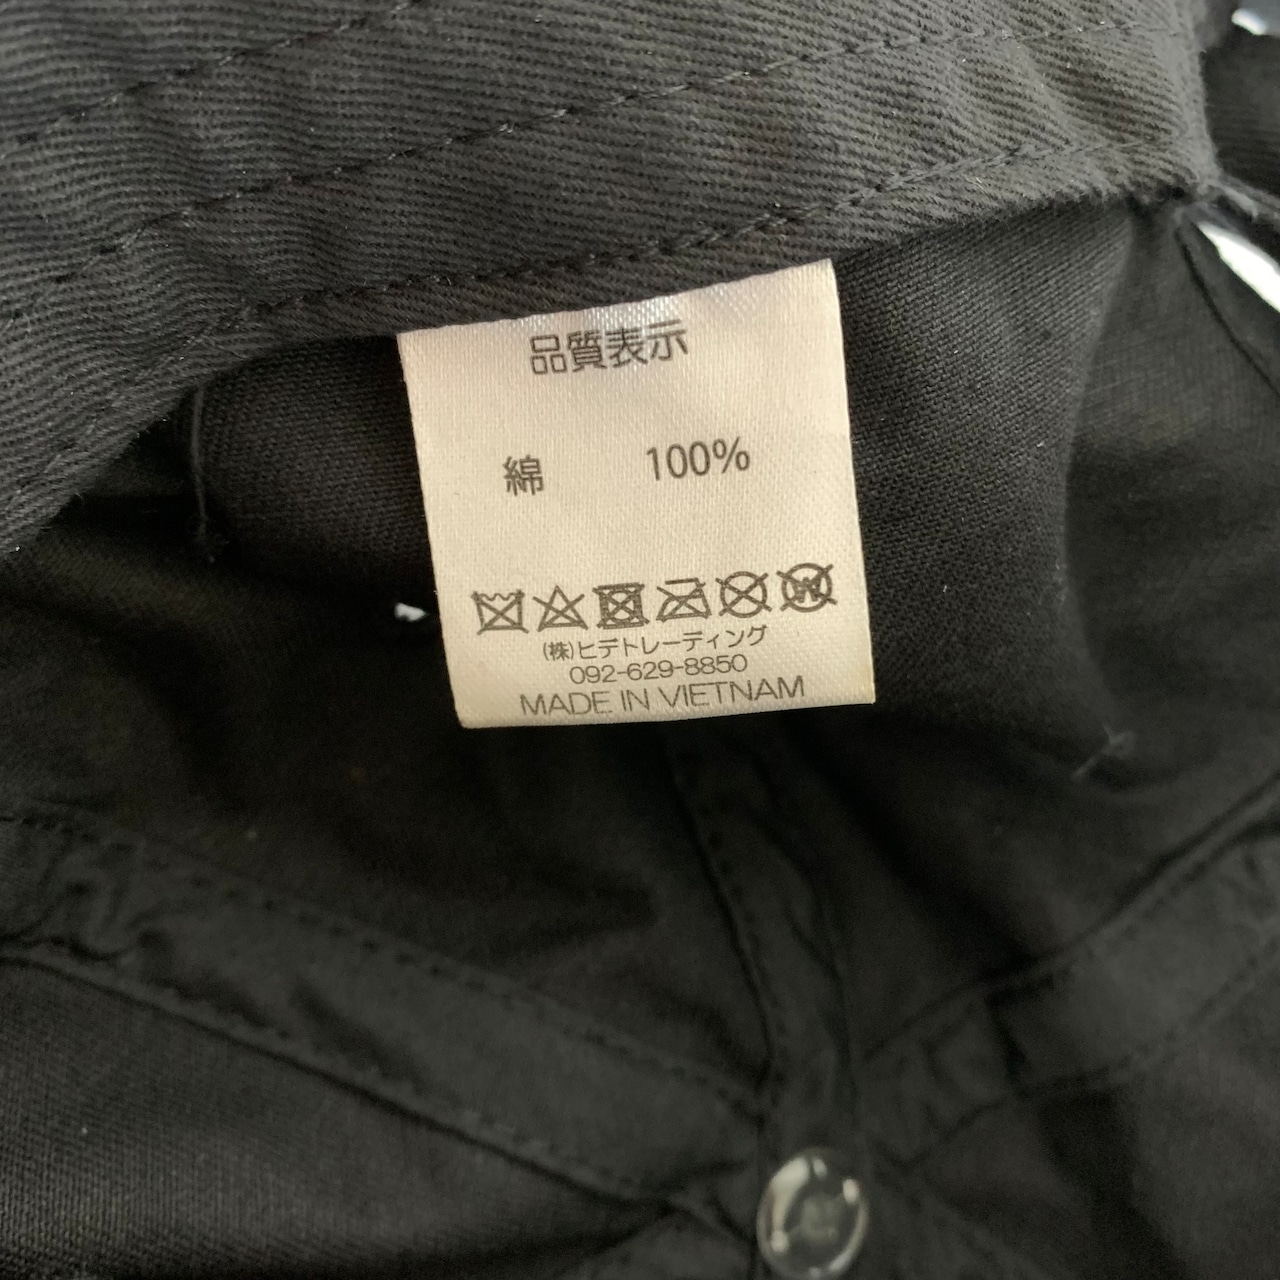 品質表示
綿 100%
W
(株)ヒデトレーディング
092-629-8850
MADE IN VIETNAM